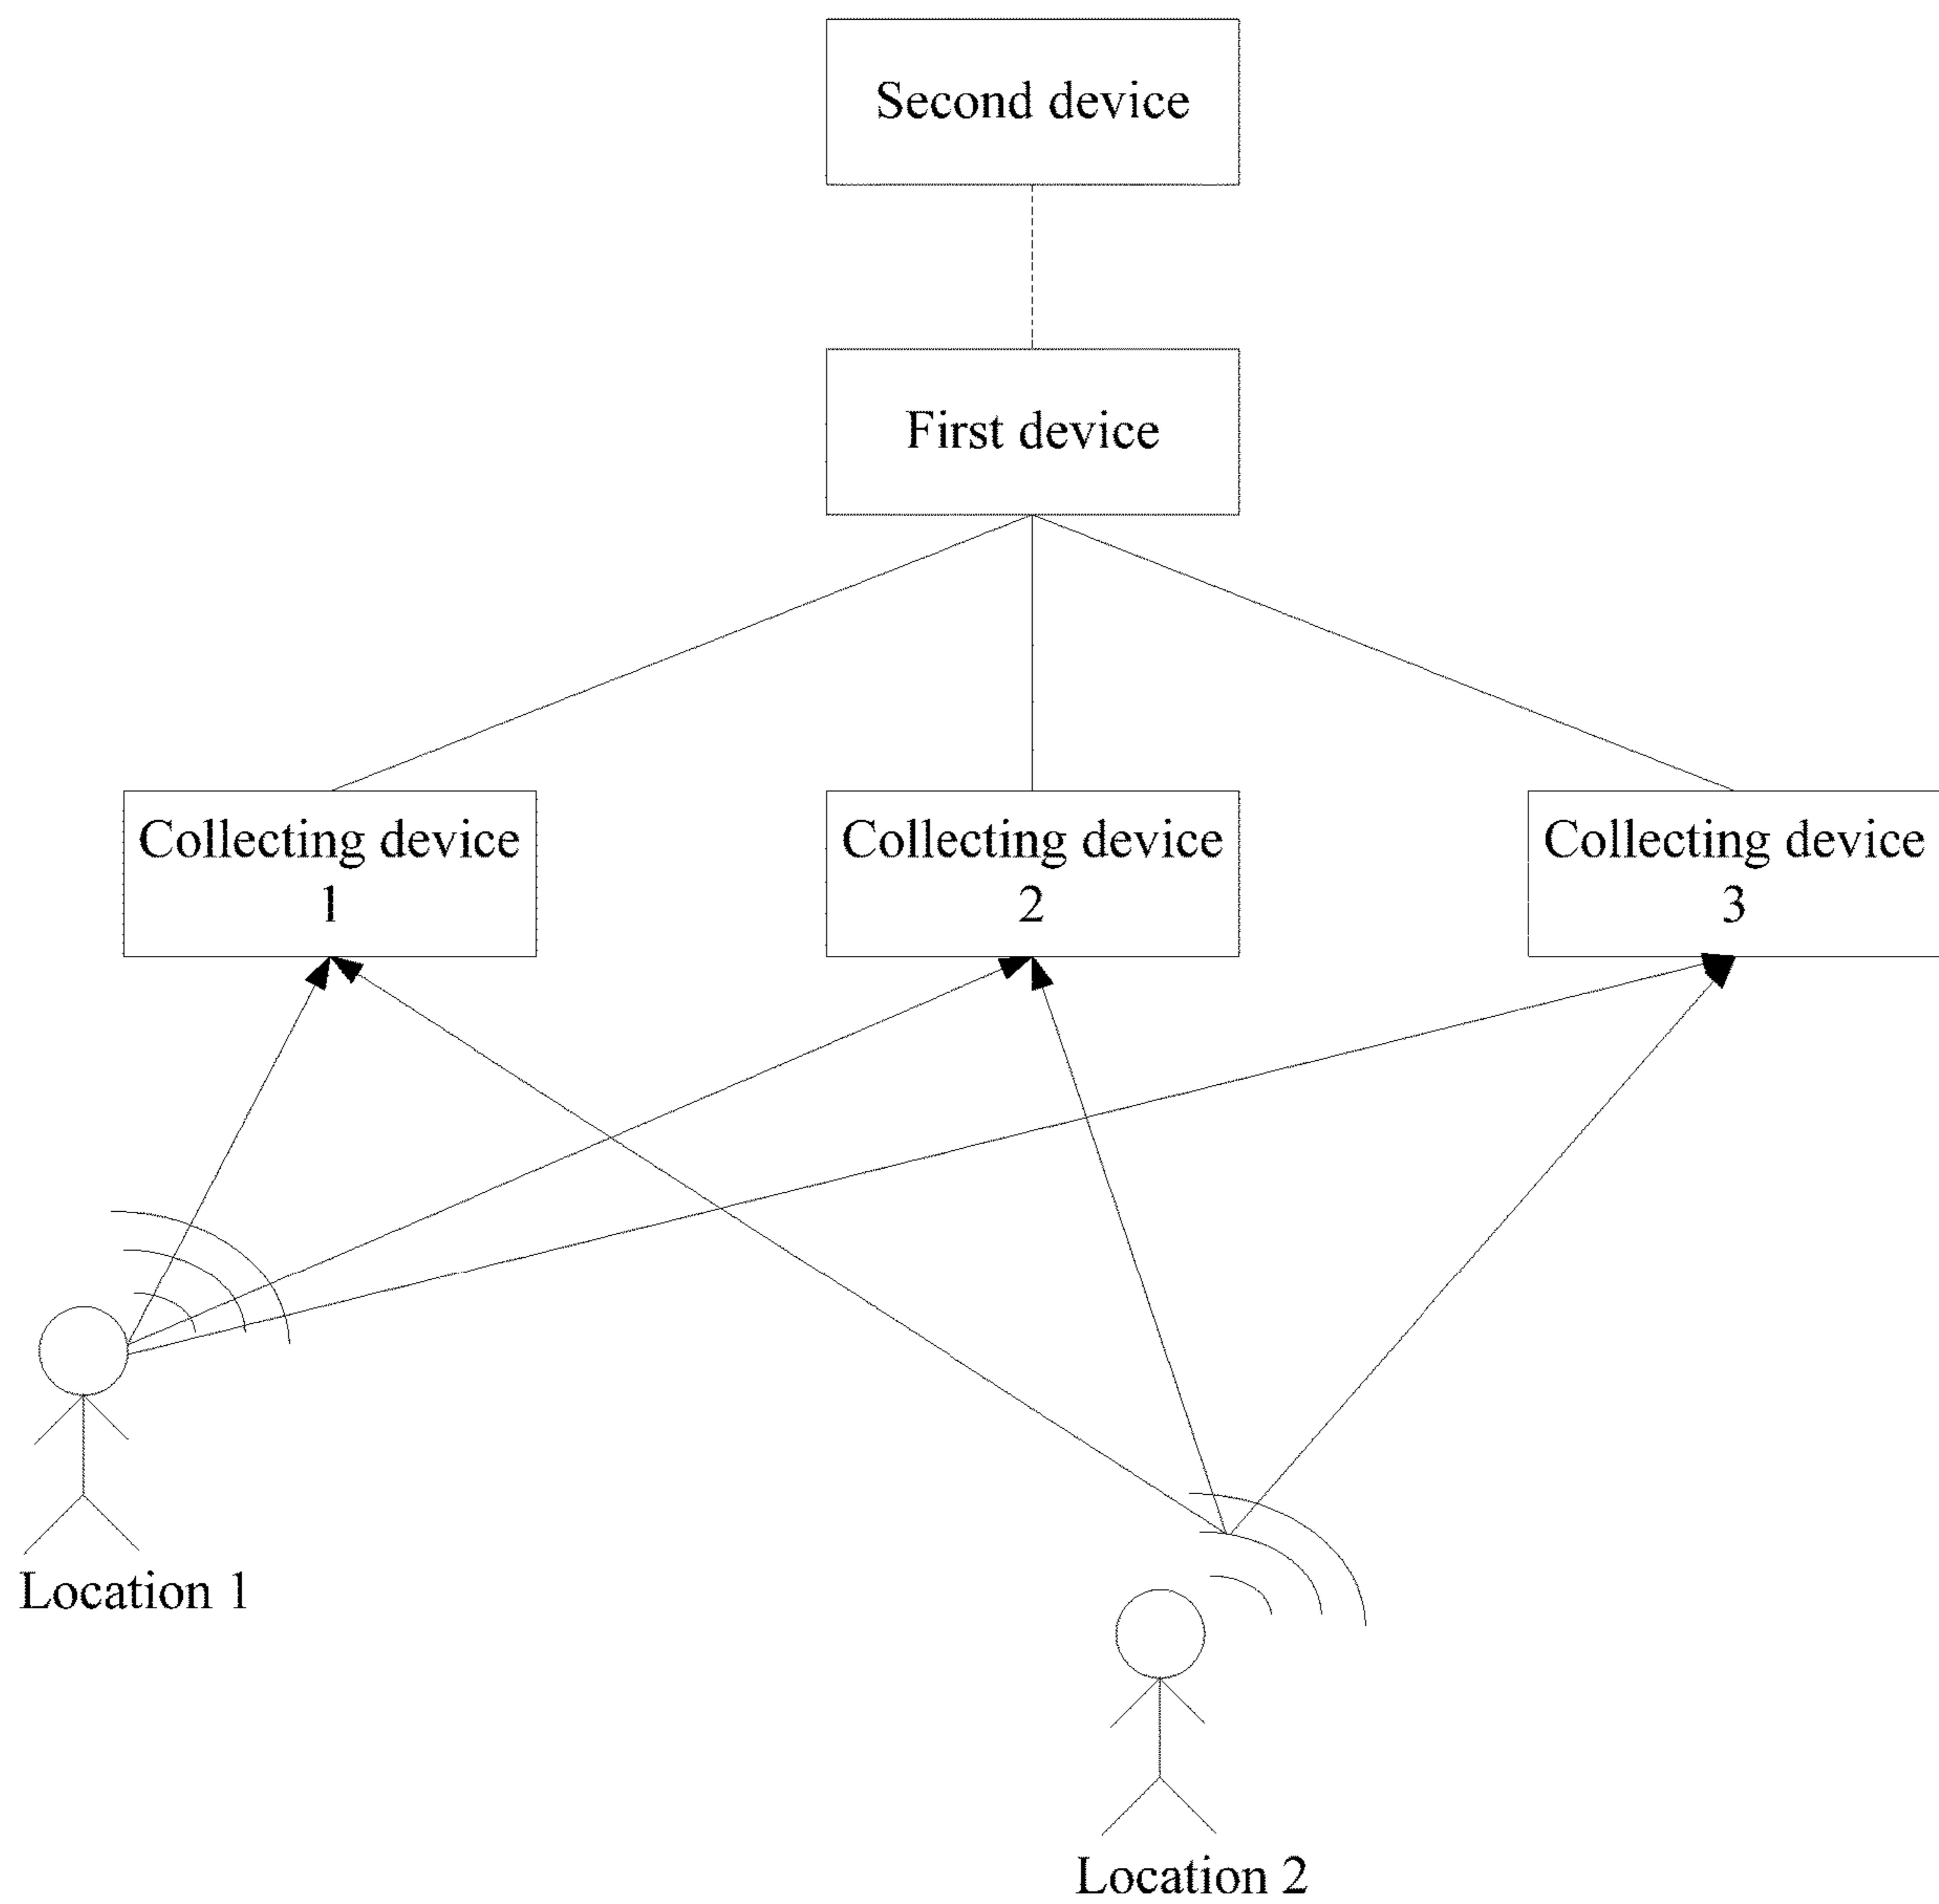 Second device
First device
Collecting device
1
Collecting device
2
Collecting device
3
Location 1
Location 2